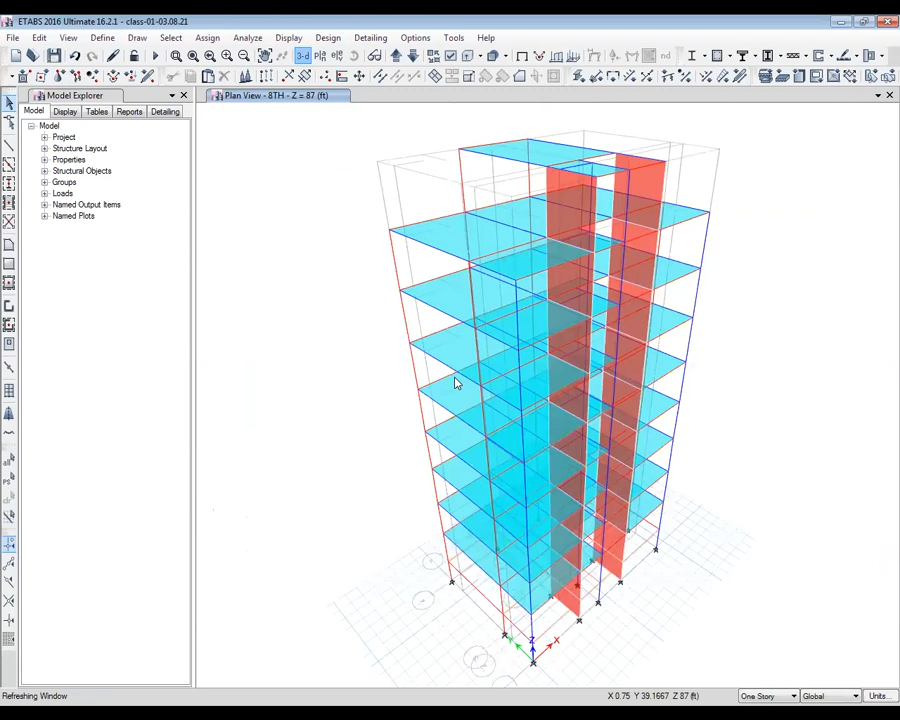 ETABS 2016 Ultimate 16.2.1 - class-01-03.08.21
File Edit View Define Draw Select Assign Analyze Display Design Detailing Options Tools Help
3-d
nd
Model Explorer
Plan View - 8TH - Z = 87 (ft)
Model Display Tables Reports Detailing
Model
Project
Structure Layout
Properties
Structural Objects
Groups
Loads
Named Output Items
Named Plots
Z
Y X
Refreshing Window
X 0.75 Y 39.1667 Z 87 (ft)
One Story
Global
Units...